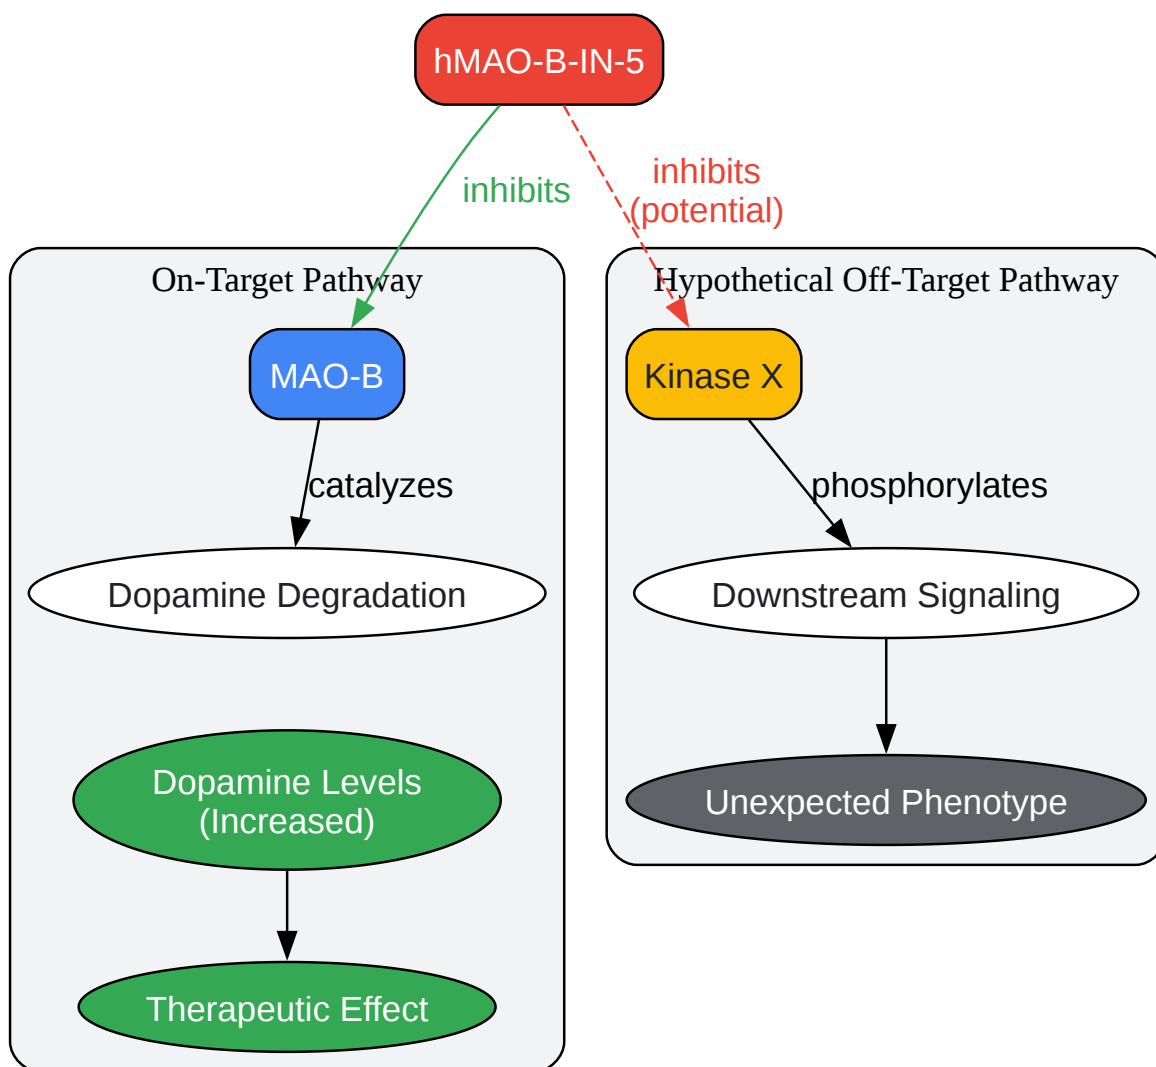 hMAO-B-IN-5
inhibits
inhibits
(potential)
On-Target Pathway
MAO-B
catalyzes
Dopamine Degradation
Dopamine Levels
(Increased)
Therapeutic Effect
Hypothetical Off-Target Pathway
Kinase X
phosphorylates
Downstream Signaling
Unexpected Phenotype